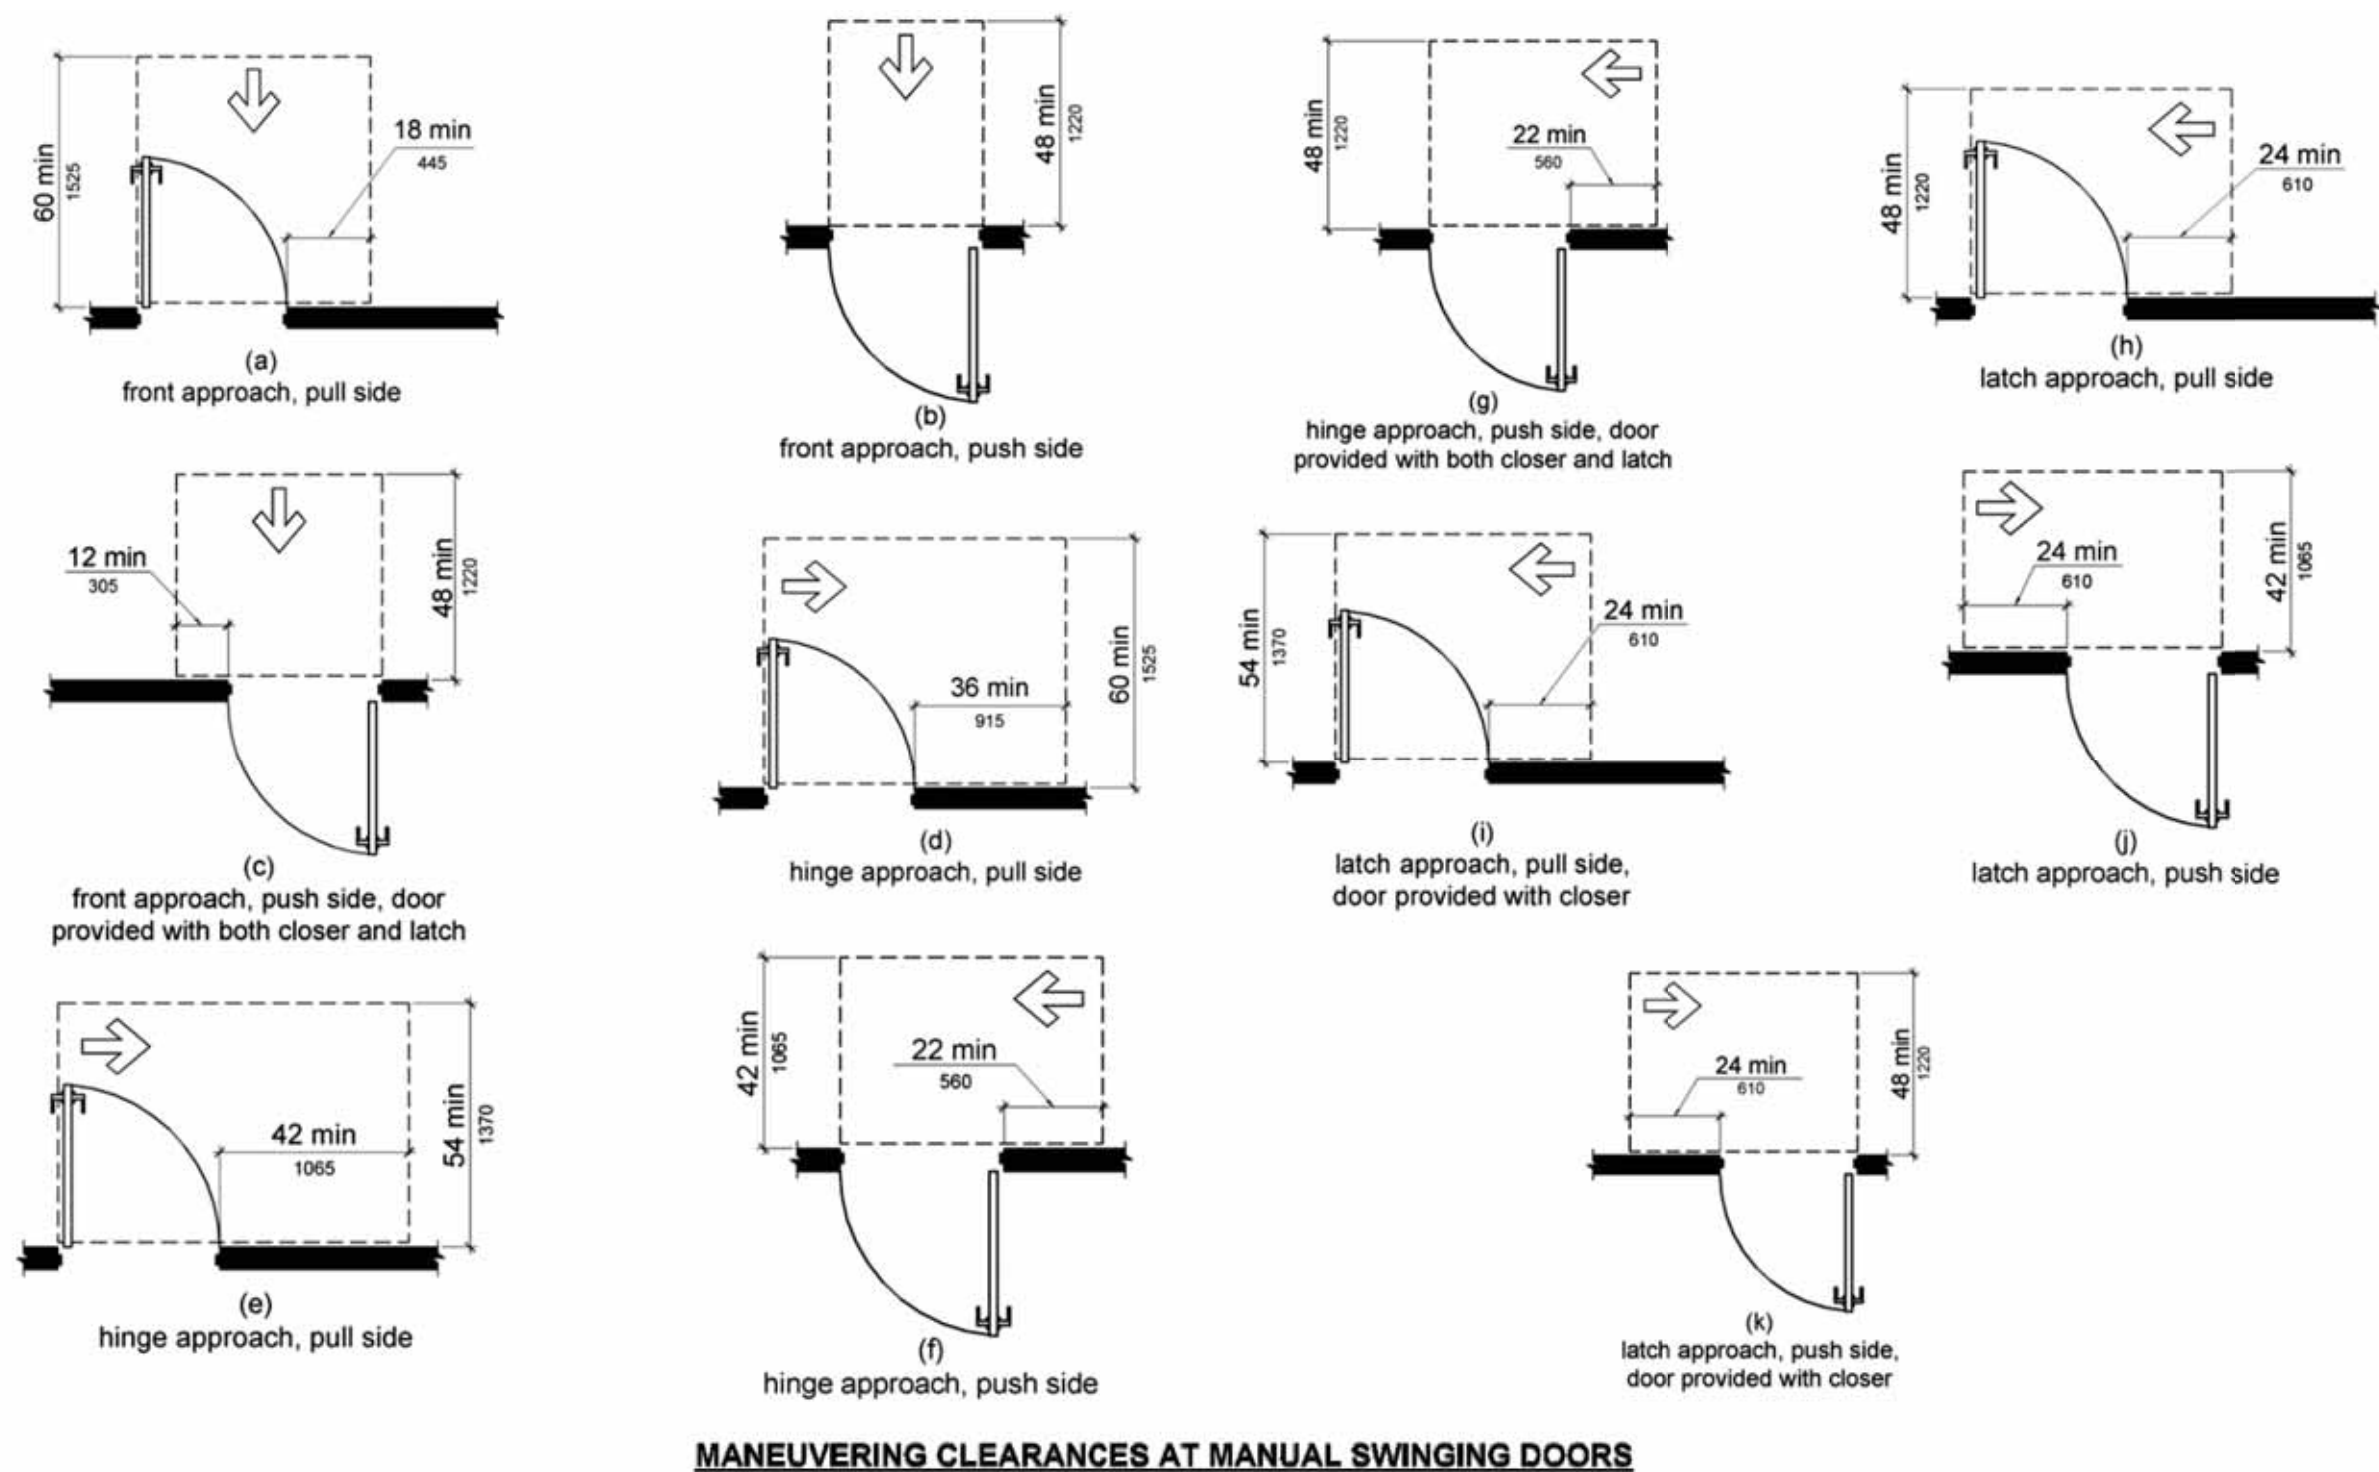 60 min
1525
18 min
445
(a)
front approach, pull side
48 min
1220
(b)
front approach, push side
48 min
1220
22 min
560
(g)
hinge approach, push side, door
provided with both closer and latch
48 min
1220
24 min
610
(h)
latch approach, pull side
12 min
305
48 min
1220
(c)
front approach, push side, door
provided with both closer and latch
36 min
915
60 min
1525
(d)
hinge approach, pull side
54 min
1370
24 min
610
(i)
latch approach, pull side,
door provided with closer
24 min
610
42 min
1065
(j)
latch approach, push side
42 min
1065
54 min
1370
(e)
hinge approach, pull side
42 min
1065
22 min
560
(f)
hinge approach, push side
24 min
610
48 min
1220
(k)
latch approach, push side,
door provided with closer
MANEUVERING CLEARANCES AT MANUAL SWINGING DOORS